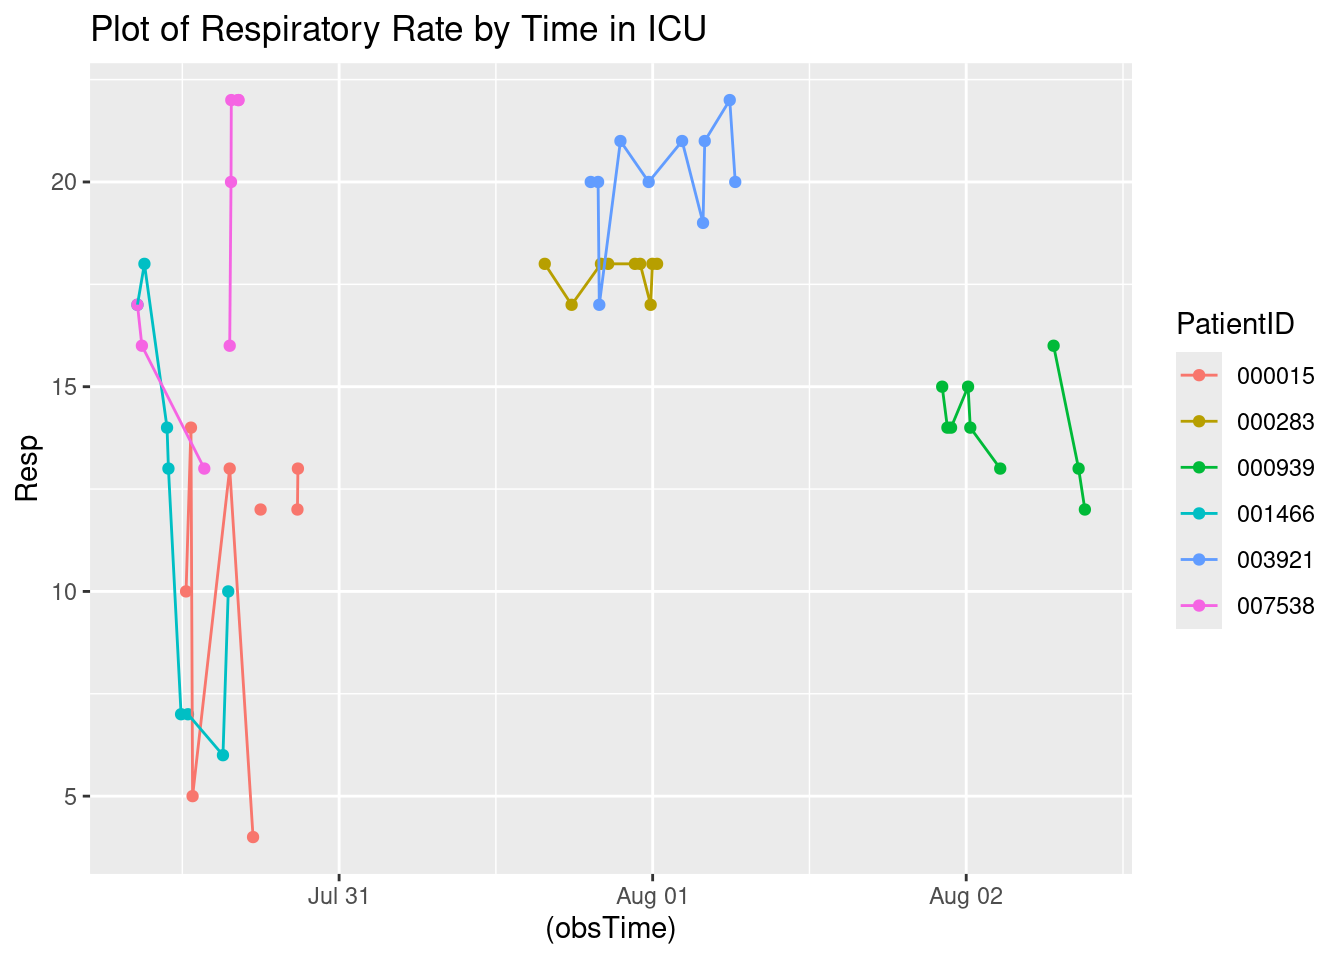 Plot of Respiratory Rate by Time in ICU
Resp
20
15
10
5
Jul 31
Aug 01
Aug 02
(obsTime)
PatientID
000015
000283
000939
001466
003921
007538